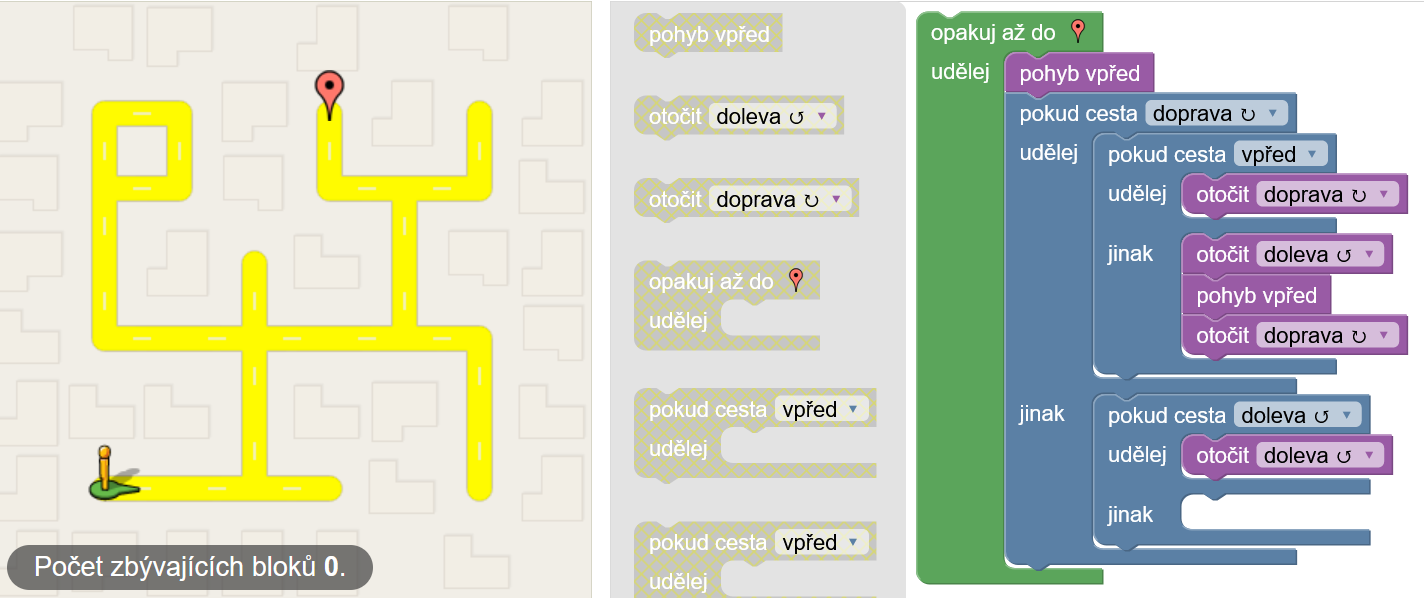 Počet zbývajících bloků 0.
pohyb vpřed
otočit doleva ↺ ▼
otočit doprava ↻ ▼
opakuj až do
udělej
pokud cesta vpřed ▼
udělej
pokud cesta vpřed ▼
udělej
opakuj až do
udělej
pohyb vpřed
pokud cesta doprava ↻ ▼
udělej
pokud cesta vpřed ▼
udělej
otočit doprava ↻ ▼
jinak
otočit doleva ↺ ▼
pohyb vpřed
otočit doprava ↻ ▼
jinak
pokud cesta doleva ↺ ▼
udělej
otočit doleva ↺ ▼
jinak